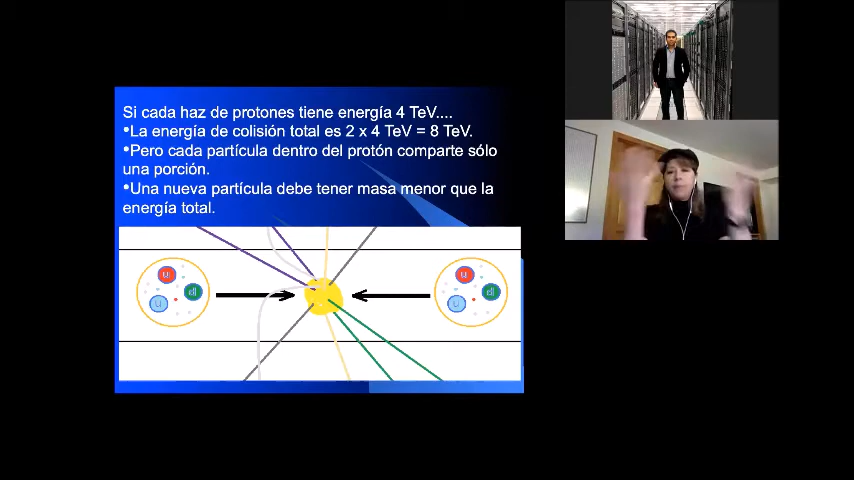 Si cada haz de protones tiene energía 4 TeV....
•La energía de colisión total es 2 x 4 TeV = 8 TeV.
•Pero cada partícula dentro del protón comparte sólo
una porción.
•Una nueva partícula debe tener masa menor que la
energía total.
u
d
u
u
d
u